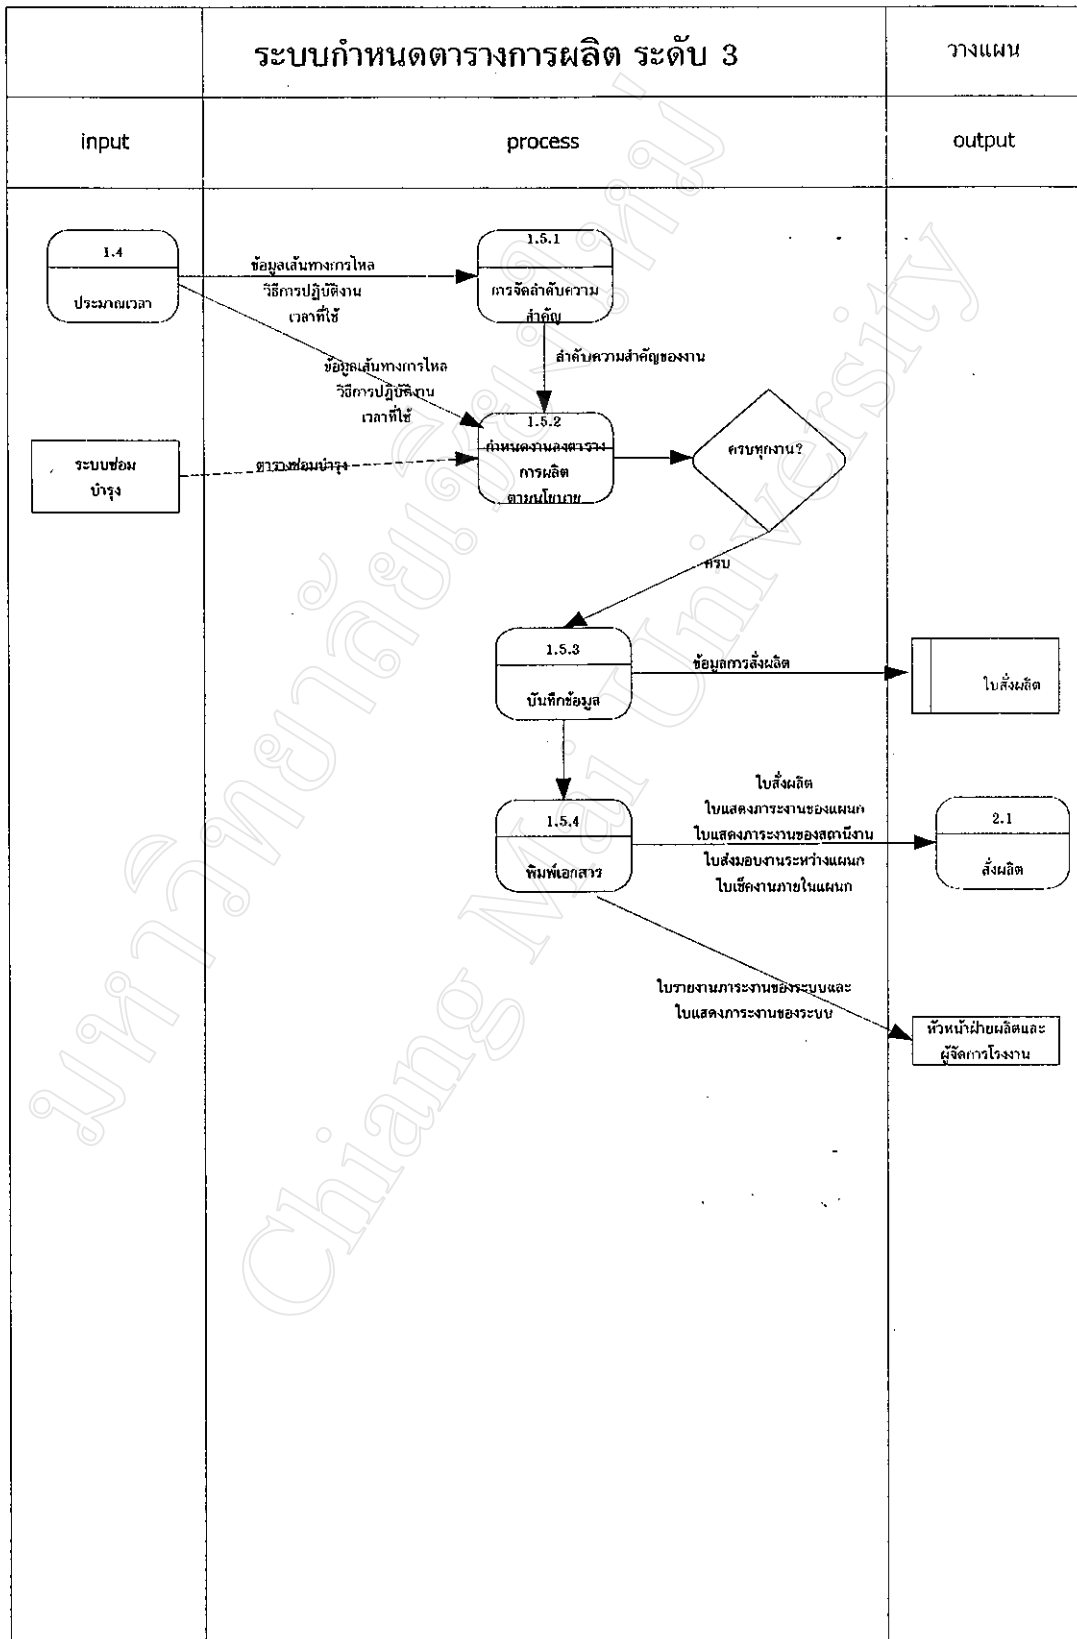 ระบบกำหนดตารางการผลิต ระดับ 3
วางแผน
input
process
output
1.4
ประมาณเวลา
ข้อมูลเส้นทางการไหล
วิธีการปฏิบัติงาน
เวลาที่ใช้
1.5.1
การจัดลำดับความ
สำคัญ
ข้อมูลเส้นทางการไหล
วิธีการปฏิบัติงาน
เวลาที่ใช้
ลำดับความสำคัญของงาน
ระบบซ่อม
บำรุง
ตารางซ่อมบำรุง
1.5.2
กำหนดงานลงตาราง
การผลิต
ตามนโยบาย
ครบทุกงาน?
ครบ
1.5.3
บันทึกข้อมูล
ข้อมูลการสั่งผลิต
ใบสั่งผลิต
1.5.4
พิมพ์เอกสาร
ใบสั่งผลิต
ใบแสดงภาระงานของแผนก
ใบแสดงภาระงานของสถานีงาน
ใบส่งมอบงานระหว่างแผนก
ใบเช็คงานภายในแผนก
2.1
สั่งผลิต
ใบรายงานภาระงานของระบบและ
ใบแสดงภาระงานของระบบ
หัวหน้าฝ่ายผลิตและ
ผู้จัดการโรงงาน
มหาวิทยาลัยเชียงใหม่
Chiang Mai University